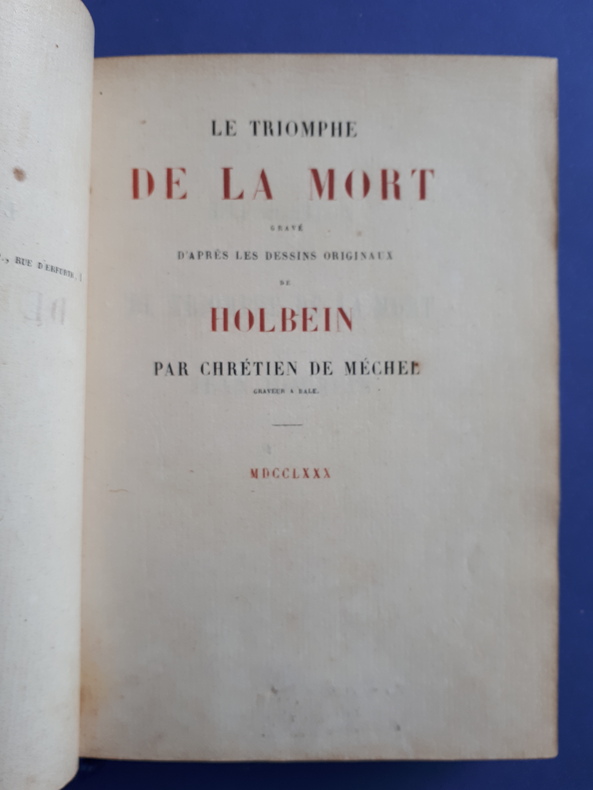 LE TRIOMPHE
DE LA MORT
GRAVÉ
D'APRÈS LES DESSINS ORIGINAUX
DE
HOLBEIN
PAR CHRÉTIEN DE MÉCHEL
GRAVEUR A BALE.
MDCCLXXX
RUE D'ERFURTH,